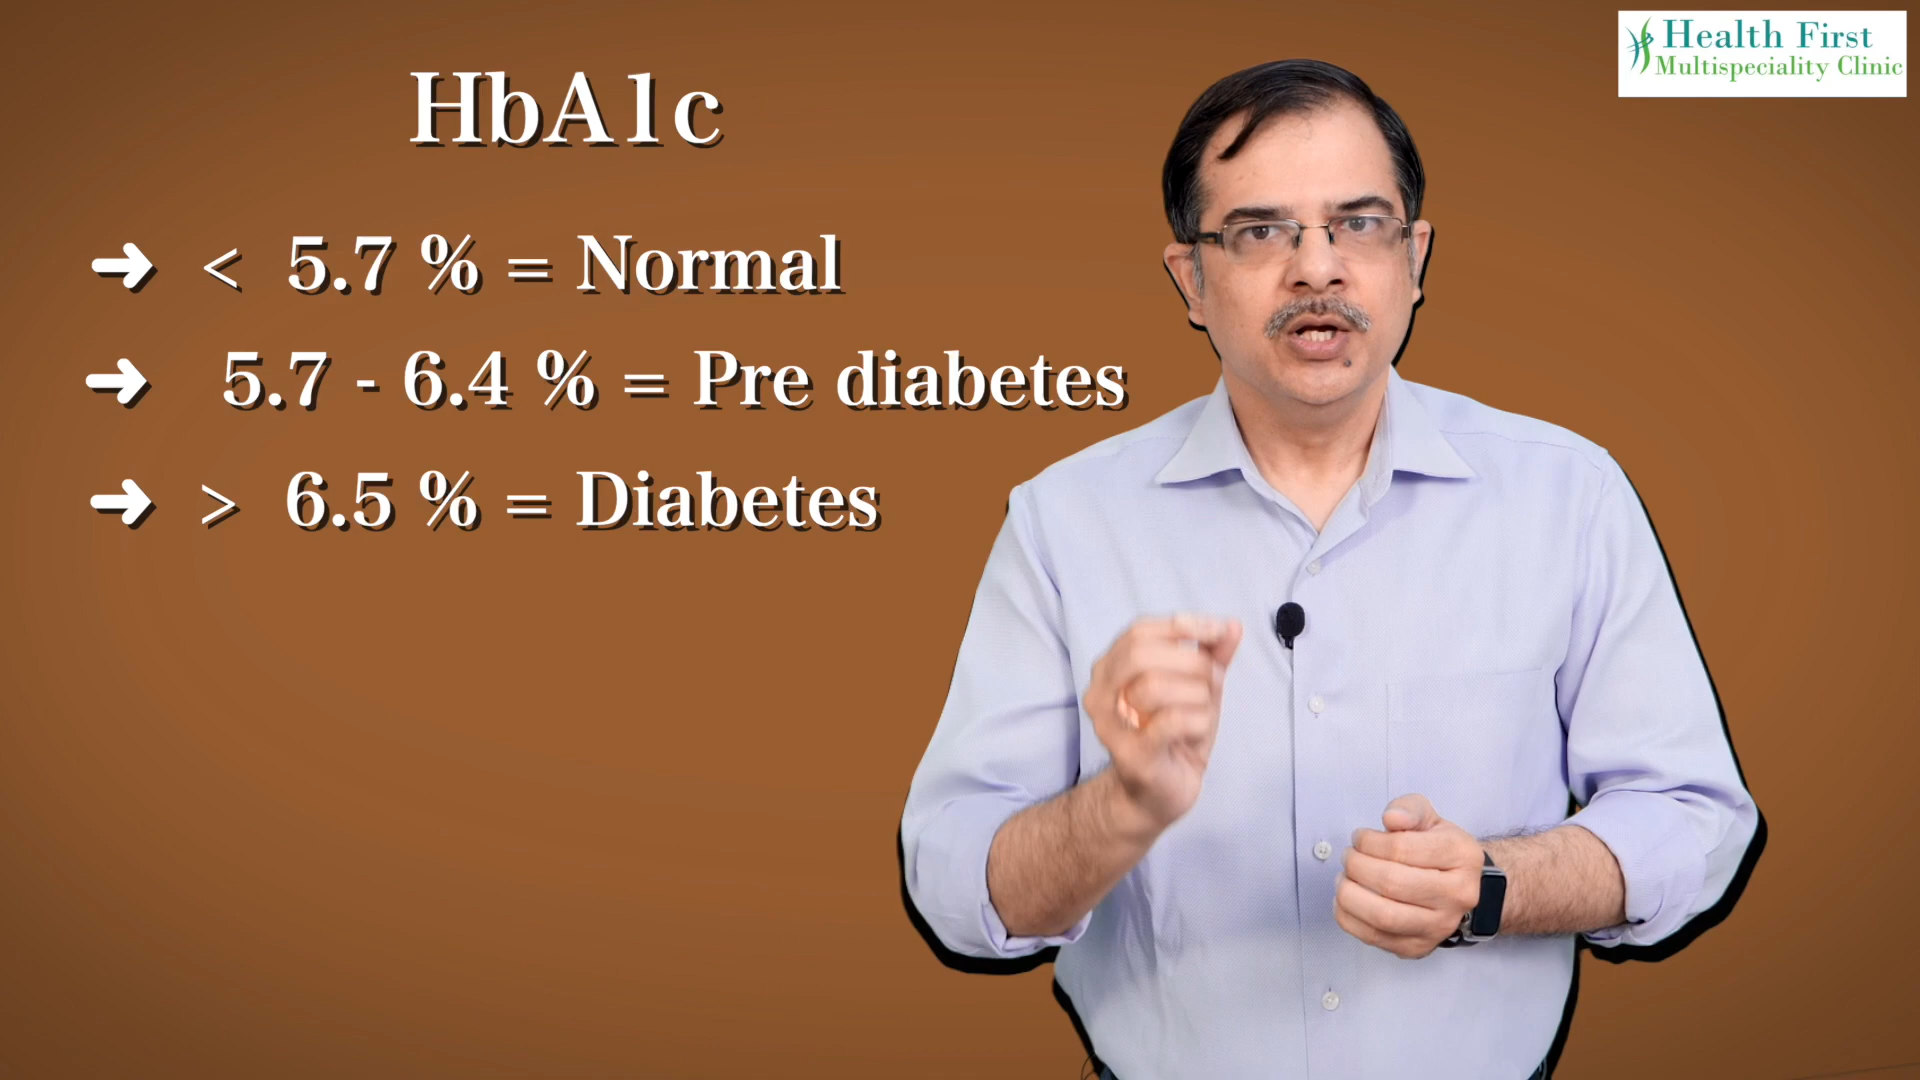 HbA1c
➜ < 5.7 % = Normal
➜ 5.7 - 6.4 % = Pre diabetes
➜ > 6.5 % = Diabetes
Health First
Multispeciality Clinic